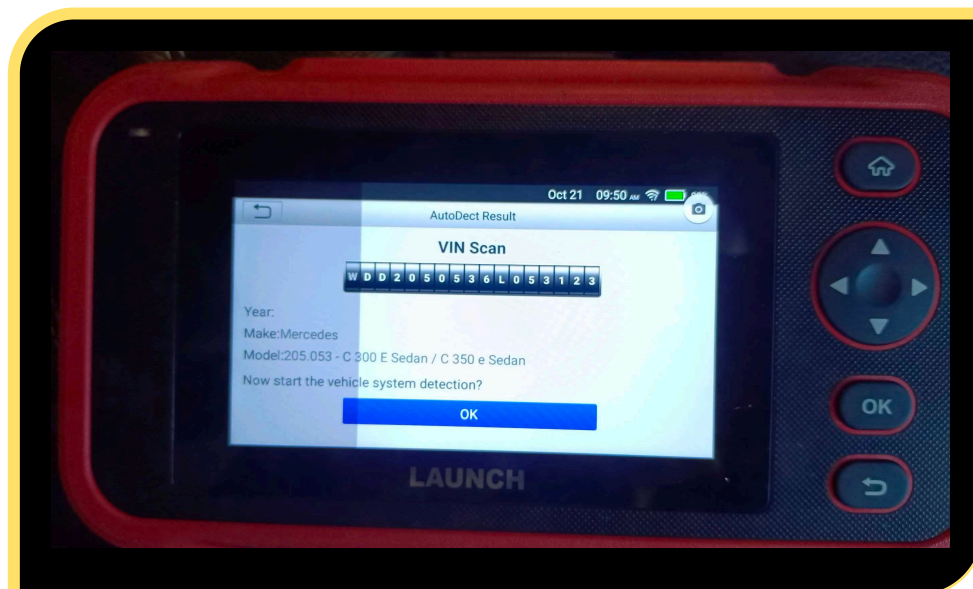 Oct 21 09:50 AM
AutoDect Result
VIN Scan
WDD2050536L053123
Year:
Make:Mercedes
Model:205.053 - C 300 E Sedan / C 350 e Sedan
Now start the vehicle system detection?
OK
OK
LAUNCH